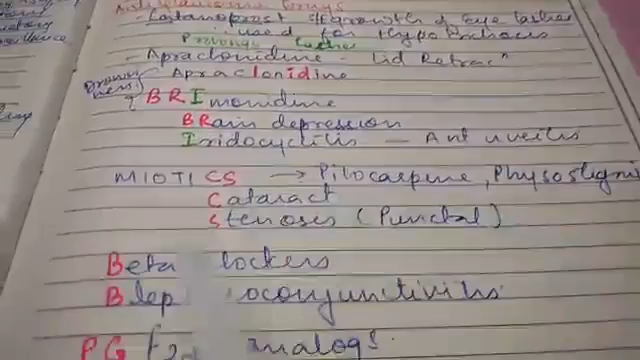 - Latanoprost growth of Eye lashes
used for Hypotrichosis
- Apraclonidine - Lid Retrac^n
Apraclonidine
BRImonidine
BRain depression
Iridocyclitis - Ant uveitis
MIOTICS → Pilocarpine, Physostigmi
Cataract
Stenoses (Punctal)
Beta lockers
Blep oconjunctivitis
PG F2 analogs